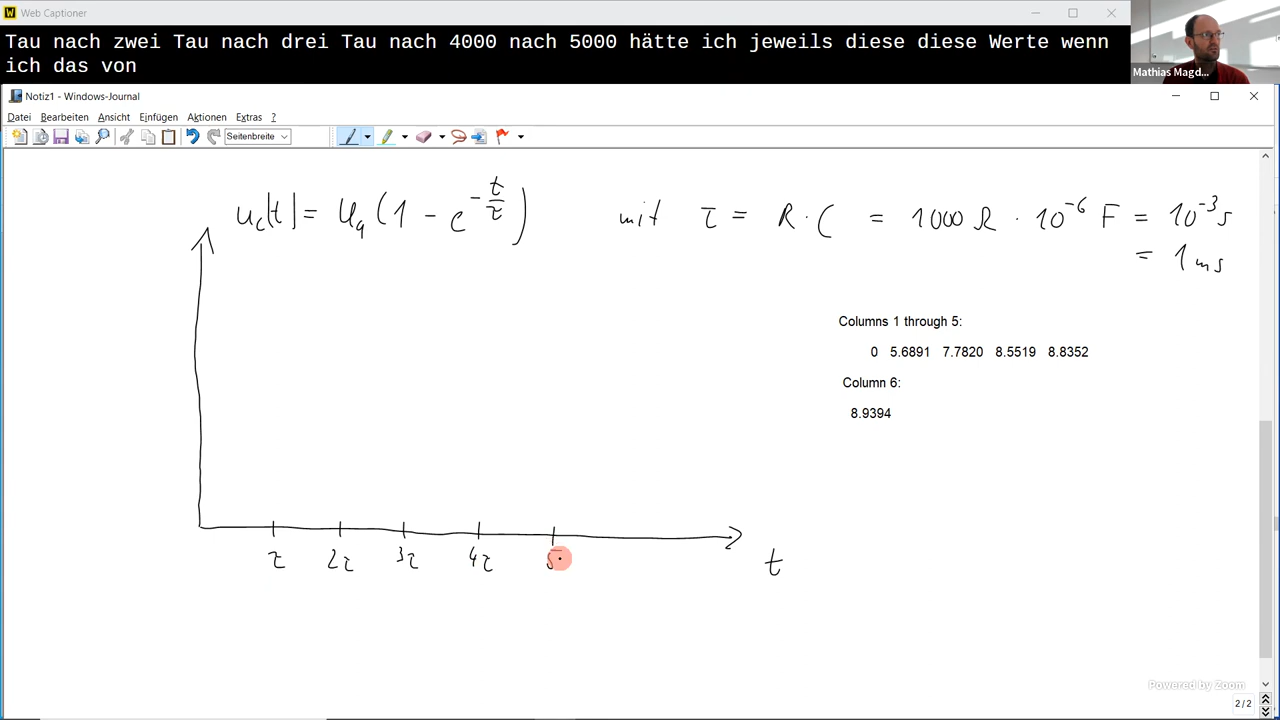 Web Captioner
Tau nach zwei Tau nach drei Tau nach 4000 nach 5000 hätte ich jeweils diese diese Werte wenn
ich das von
Mathias Magd...
Notiz1 - Windows-Journal
Datei Bearbeiten Ansicht Einfügen Aktionen Extras ?
Seitenbreite
u_c(t) = U_q (1 - e^{-t/τ}) mit τ = R · C = 1000 Ω · 10^{-6} F = 10^{-3} s
= 1 ms
Columns 1 through 5:
0 5.6891 7.7820 8.5519 8.8352
Column 6:
8.9394
τ 2τ 3τ 4τ 5
t
Powered by Zoom
2/2